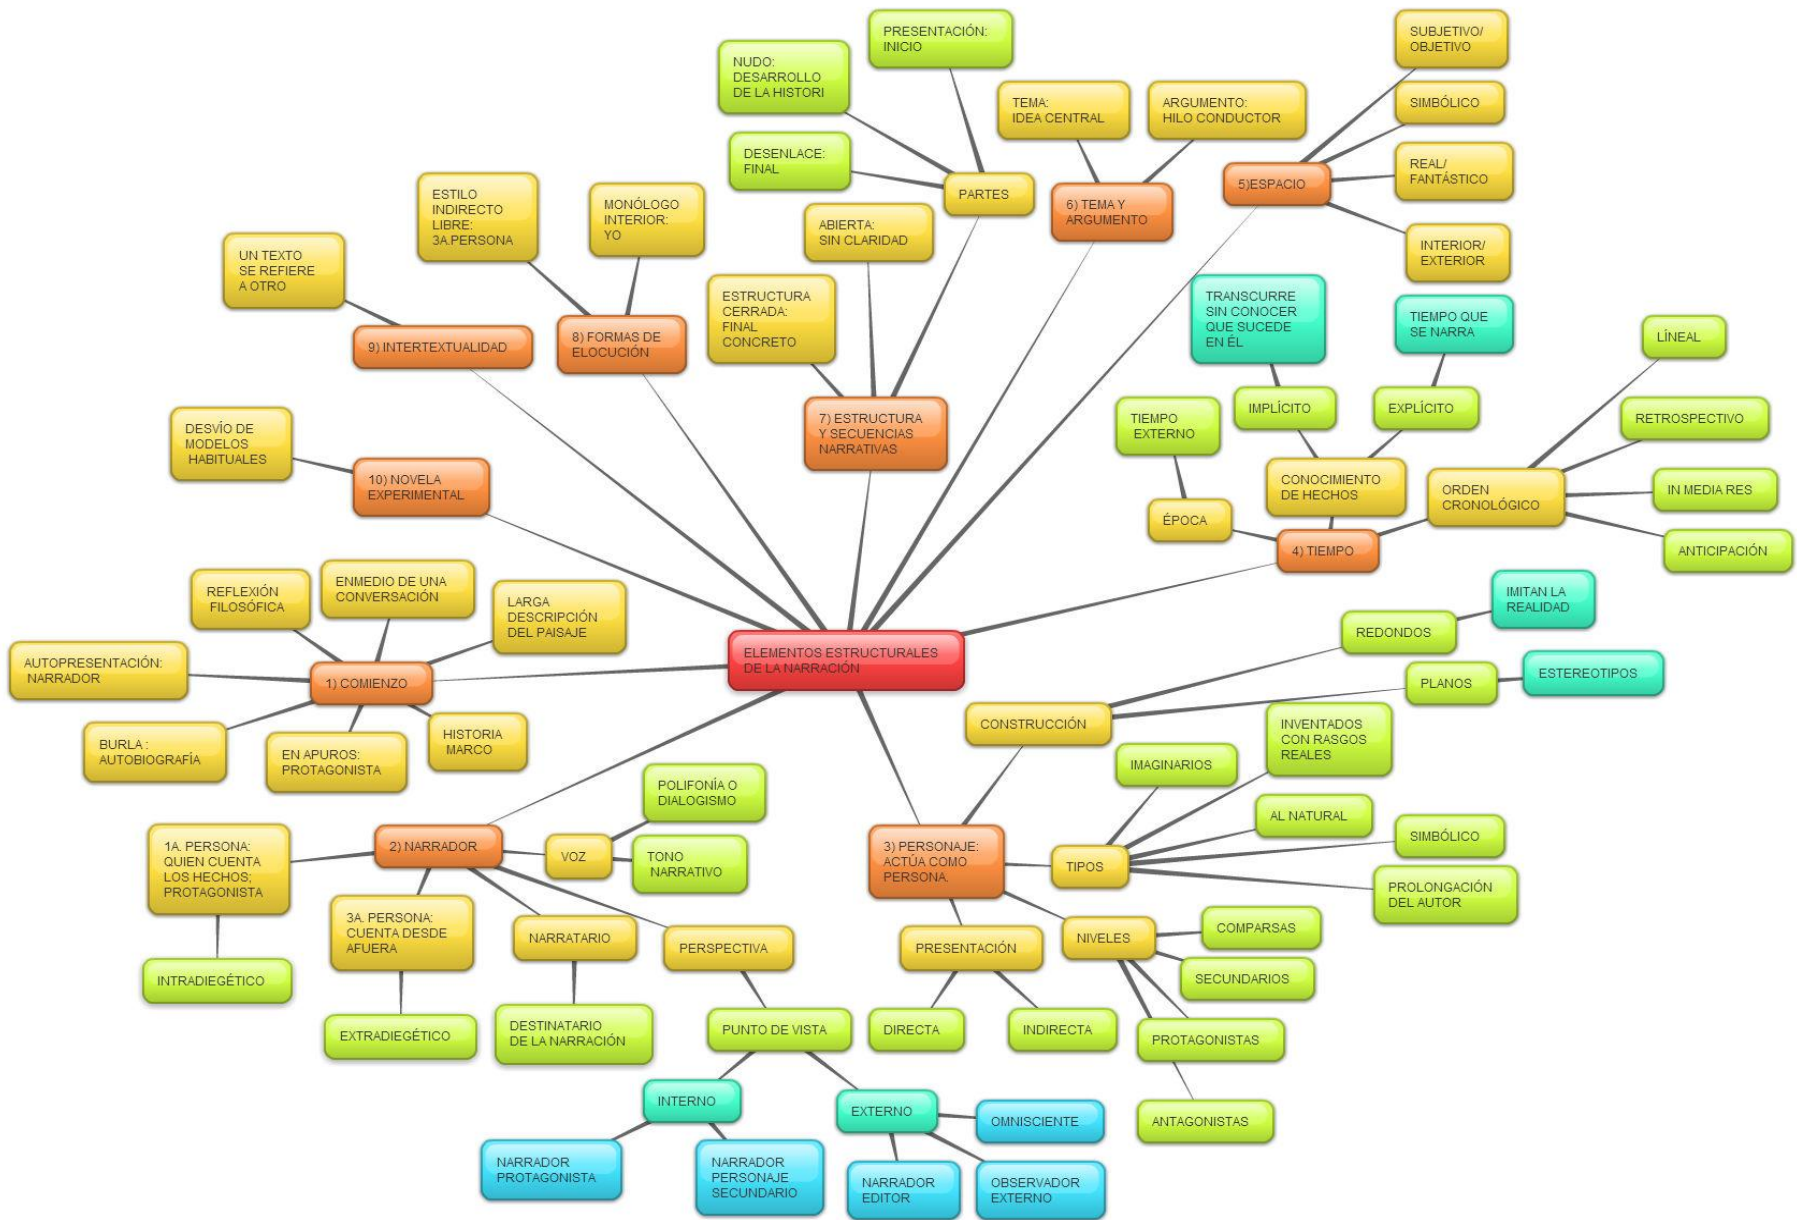 ELEMENTOS ESTRUCTURALES
DE LA NARRACIÓN
1) COMIENZO
AUTOPRESENTACIÓN:
NARRADOR
REFLEXIÓN
FILOSÓFICA
ENMEDIO DE UNA
CONVERSACIÓN
LARGA
DESCRIPCIÓN
DEL PAISAJE
BURLA :
AUTOBIOGRAFÍA
EN APUROS:
PROTAGONISTA
HISTORIA
MARCO
2) NARRADOR
1A. PERSONA:
QUIEN CUENTA
LOS HECHOS;
PROTAGONISTA
INTRADIEGÉTICO
3A. PERSONA:
CUENTA DESDE
AFUERA
EXTRADIEGÉTICO
NARRATARIO
DESTINATARIO
DE LA NARRACIÓN
PERSPECTIVA
PUNTO DE VISTA
INTERNO
NARRADOR
PROTAGONISTA
NARRADOR
PERSONAJE
SECUNDARIO
EXTERNO
OMNISCIENTE
NARRADOR
EDITOR
OBSERVADOR
EXTERNO
VOZ
POLIFONÍA O
DIALOGISMO
TONO
NARRATIVO
3) PERSONAJE:
ACTÚA COMO
PERSONA.
CONSTRUCCIÓN
REDONDOS
IMITAN LA
REALIDAD
PLANOS
ESTEREOTIPOS
TIPOS
IMAGINARIOS
INVENTADOS
CON RASGOS
REALES
AL NATURAL
SIMBÓLICO
PROLONGACIÓN
DEL AUTOR
NIVELES
COMPARSAS
SECUNDARIOS
PROTAGONISTAS
ANTAGONISTAS
PRESENTACIÓN
DIRECTA
INDIRECTA
4) TIEMPO
ÉPOCA
TIEMPO
EXTERNO
CONOCIMIENTO
DE HECHOS
IMPLÍCITO
TRANSCURRE
SIN CONOCER
QUE SUCEDE
EN ÉL
EXPLÍCITO
TIEMPO QUE
SE NARRA
ORDEN
CRONOLÓGICO
LÍNEAL
RETROSPECTIVO
IN MEDIA RES
ANTICIPACIÓN
5)ESPACIO
SUBJETIVO/
OBJETIVO
SIMBÓLICO
REAL/
FANTÁSTICO
INTERIOR/
EXTERIOR
6) TEMA Y
ARGUMENTO
TEMA:
IDEA CENTRAL
ARGUMENTO:
HILO CONDUCTOR
7) ESTRUCTURA
Y SECUENCIAS
NARRATIVAS
ESTRUCTURA
CERRADA:
FINAL
CONCRETO
ABIERTA:
SIN CLARIDAD
PARTES
PRESENTACIÓN:
INICIO
NUDO:
DESARROLLO
DE LA HISTORI
DESENLACE:
FINAL
8) FORMAS DE
ELOCUCIÓN
ESTILO
INDIRECTO
LIBRE:
3A.PERSONA
MONÓLOGO
INTERIOR:
YO
9) INTERTEXTUALIDAD
UN TEXTO
SE REFIERE
A OTRO
10) NOVELA
EXPERIMENTAL
DESVÍO DE
MODELOS
HABITUALES